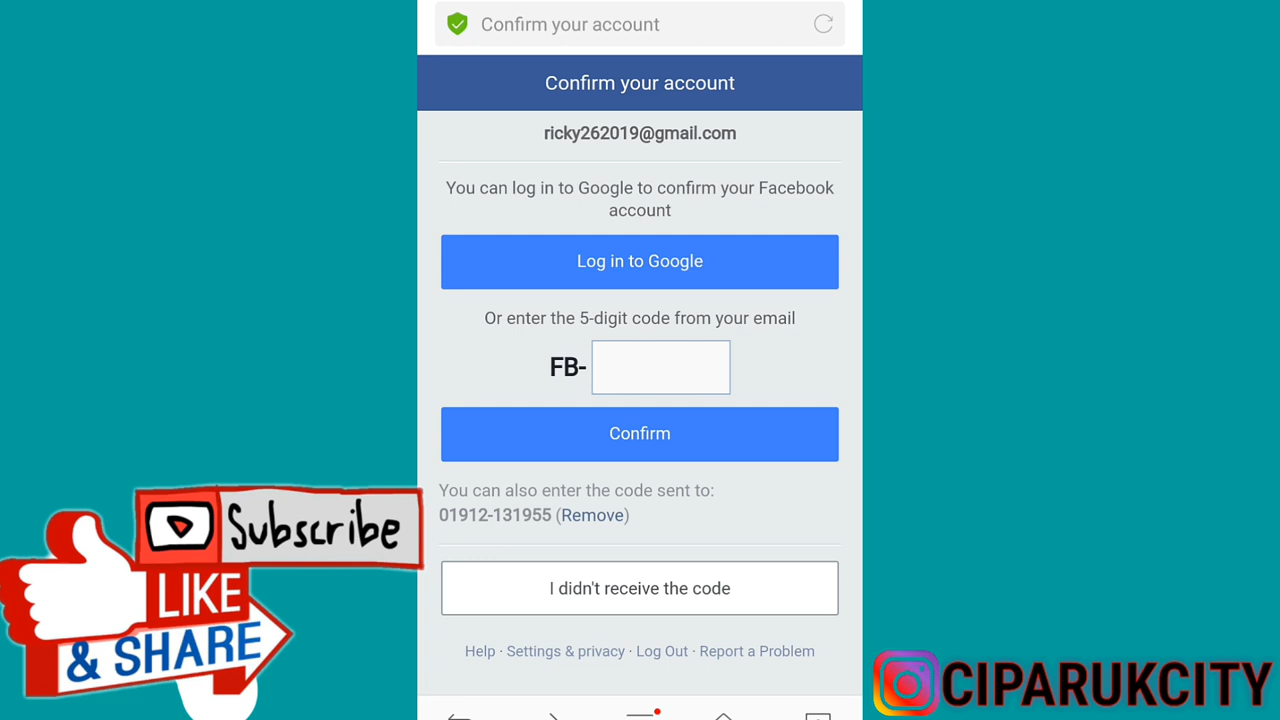 Confirm your account
Confirm your account
ricky262019@gmail.com
You can log in to Google to confirm your Facebook
account
Log in to Google
Or enter the 5-digit code from your email
FB-
Confirm
You can also enter the code sent to:
01912-131955 (Remove)
I didn't receive the code
Help · Settings & privacy · Log Out · Report a Problem
Subscribe
LIKE
& SHARE
CIPARUKCITY